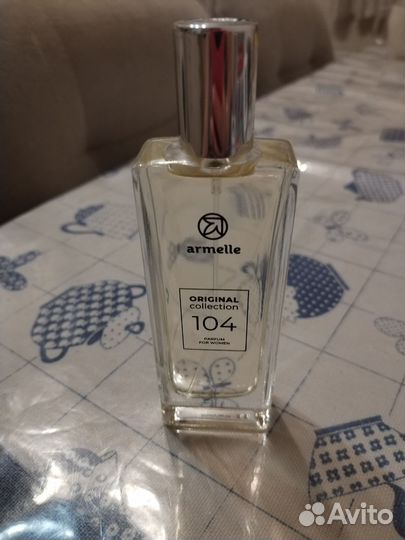 armelle
ORIGINAL
collection
104
PARFUM
FOR WOMEN
Avito